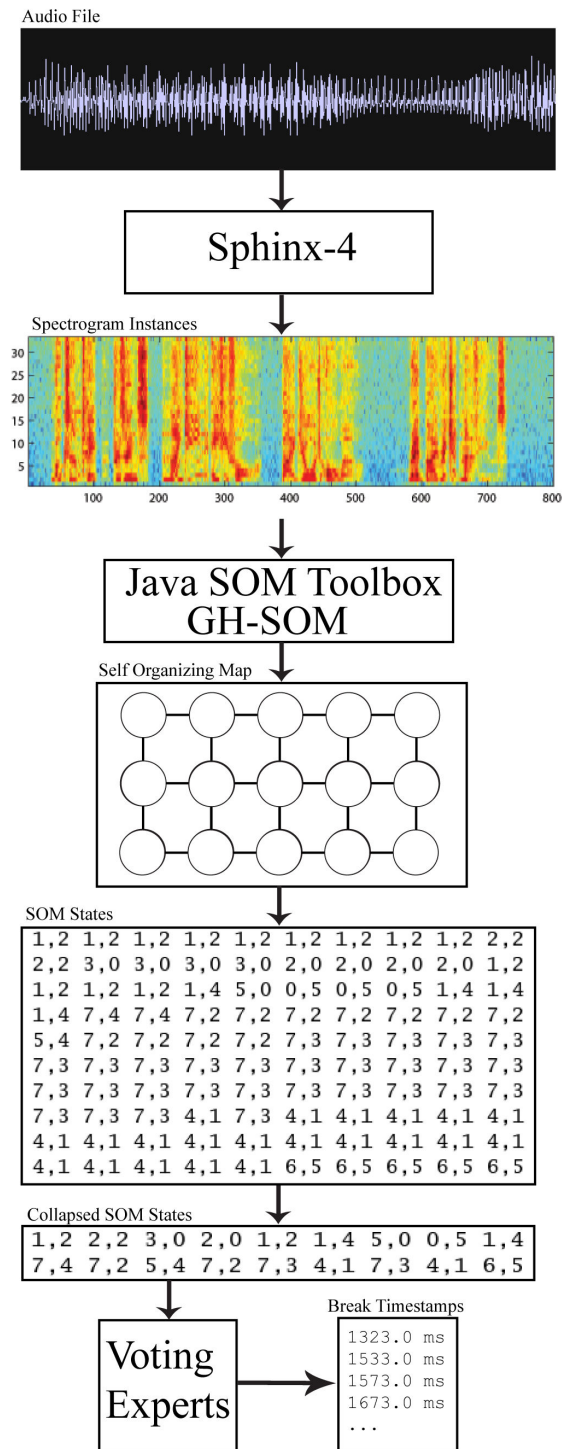 Audio File
Sphinx-4
Spectrogram Instances
30
25
20
15
10
5
100 200 300 400 500 600 700 800
Java SOM Toolbox
GH-SOM
Self Organizing Map
SOM States
1,2 1,2 1,2 1,2 1,2 1,2 1,2 1,2 1,2 2,2
2,2 3,0 3,0 3,0 3,0 2,0 2,0 2,0 2,0 1,2
1,2 1,2 1,2 1,4 5,0 0,5 0,5 0,5 1,4 1,4
1,4 7,4 7,4 7,2 7,2 7,2 7,2 7,2 7,2 7,2
5,4 7,2 7,2 7,2 7,2 7,3 7,3 7,3 7,3 7,3
7,3 7,3 7,3 7,3 7,3 7,3 7,3 7,3 7,3 7,3
7,3 7,3 7,3 7,3 7,3 7,3 7,3 7,3 7,3 7,3
7,3 7,3 7,3 4,1 7,3 4,1 4,1 4,1 4,1 4,1
4,1 4,1 4,1 4,1 4,1 4,1 4,1 4,1 4,1 4,1
4,1 4,1 4,1 4,1 4,1 6,5 6,5 6,5 6,5 6,5
Collapsed SOM States
1,2 2,2 3,0 2,0 1,2 1,4 5,0 0,5 1,4
7,4 7,2 5,4 7,2 7,3 4,1 7,3 4,1 6,5
Break Timestamps
Voting
Experts
1323.0 ms
1533.0 ms
1573.0 ms
1673.0 ms
...